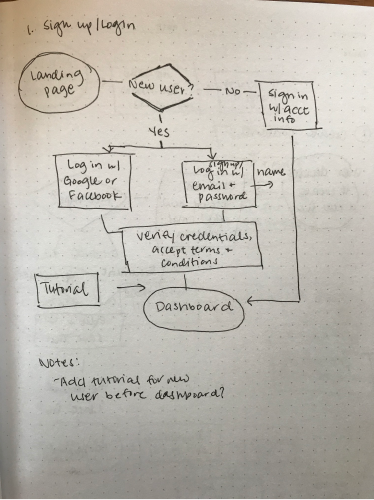 1. Sign up/Login
Landing
page
New user?
No
Sign in
w/ acct
info
Yes
Log in w/
Google or
Facebook
signup/
Log in w/
email +
password
name
verify credentials,
accept terms +
conditions
Tutorial
Dashboard
Notes:
-Add tutorial for new
user before dashboard?